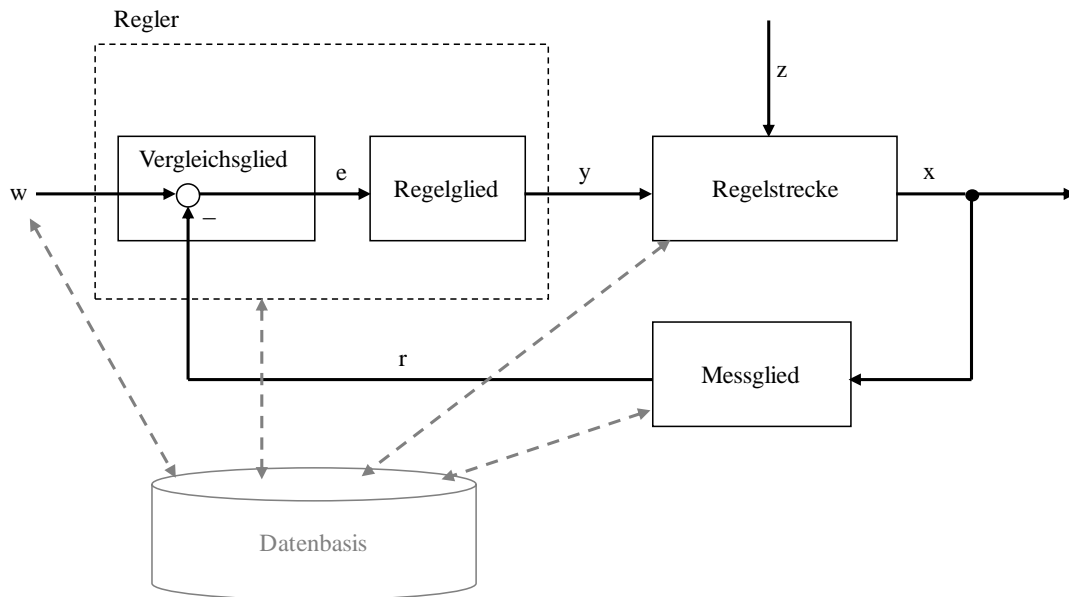 Regler
z
Vergleichsglied
w
e
Regelglied
y
Regelstrecke
x
–
r
Messglied
Datenbasis